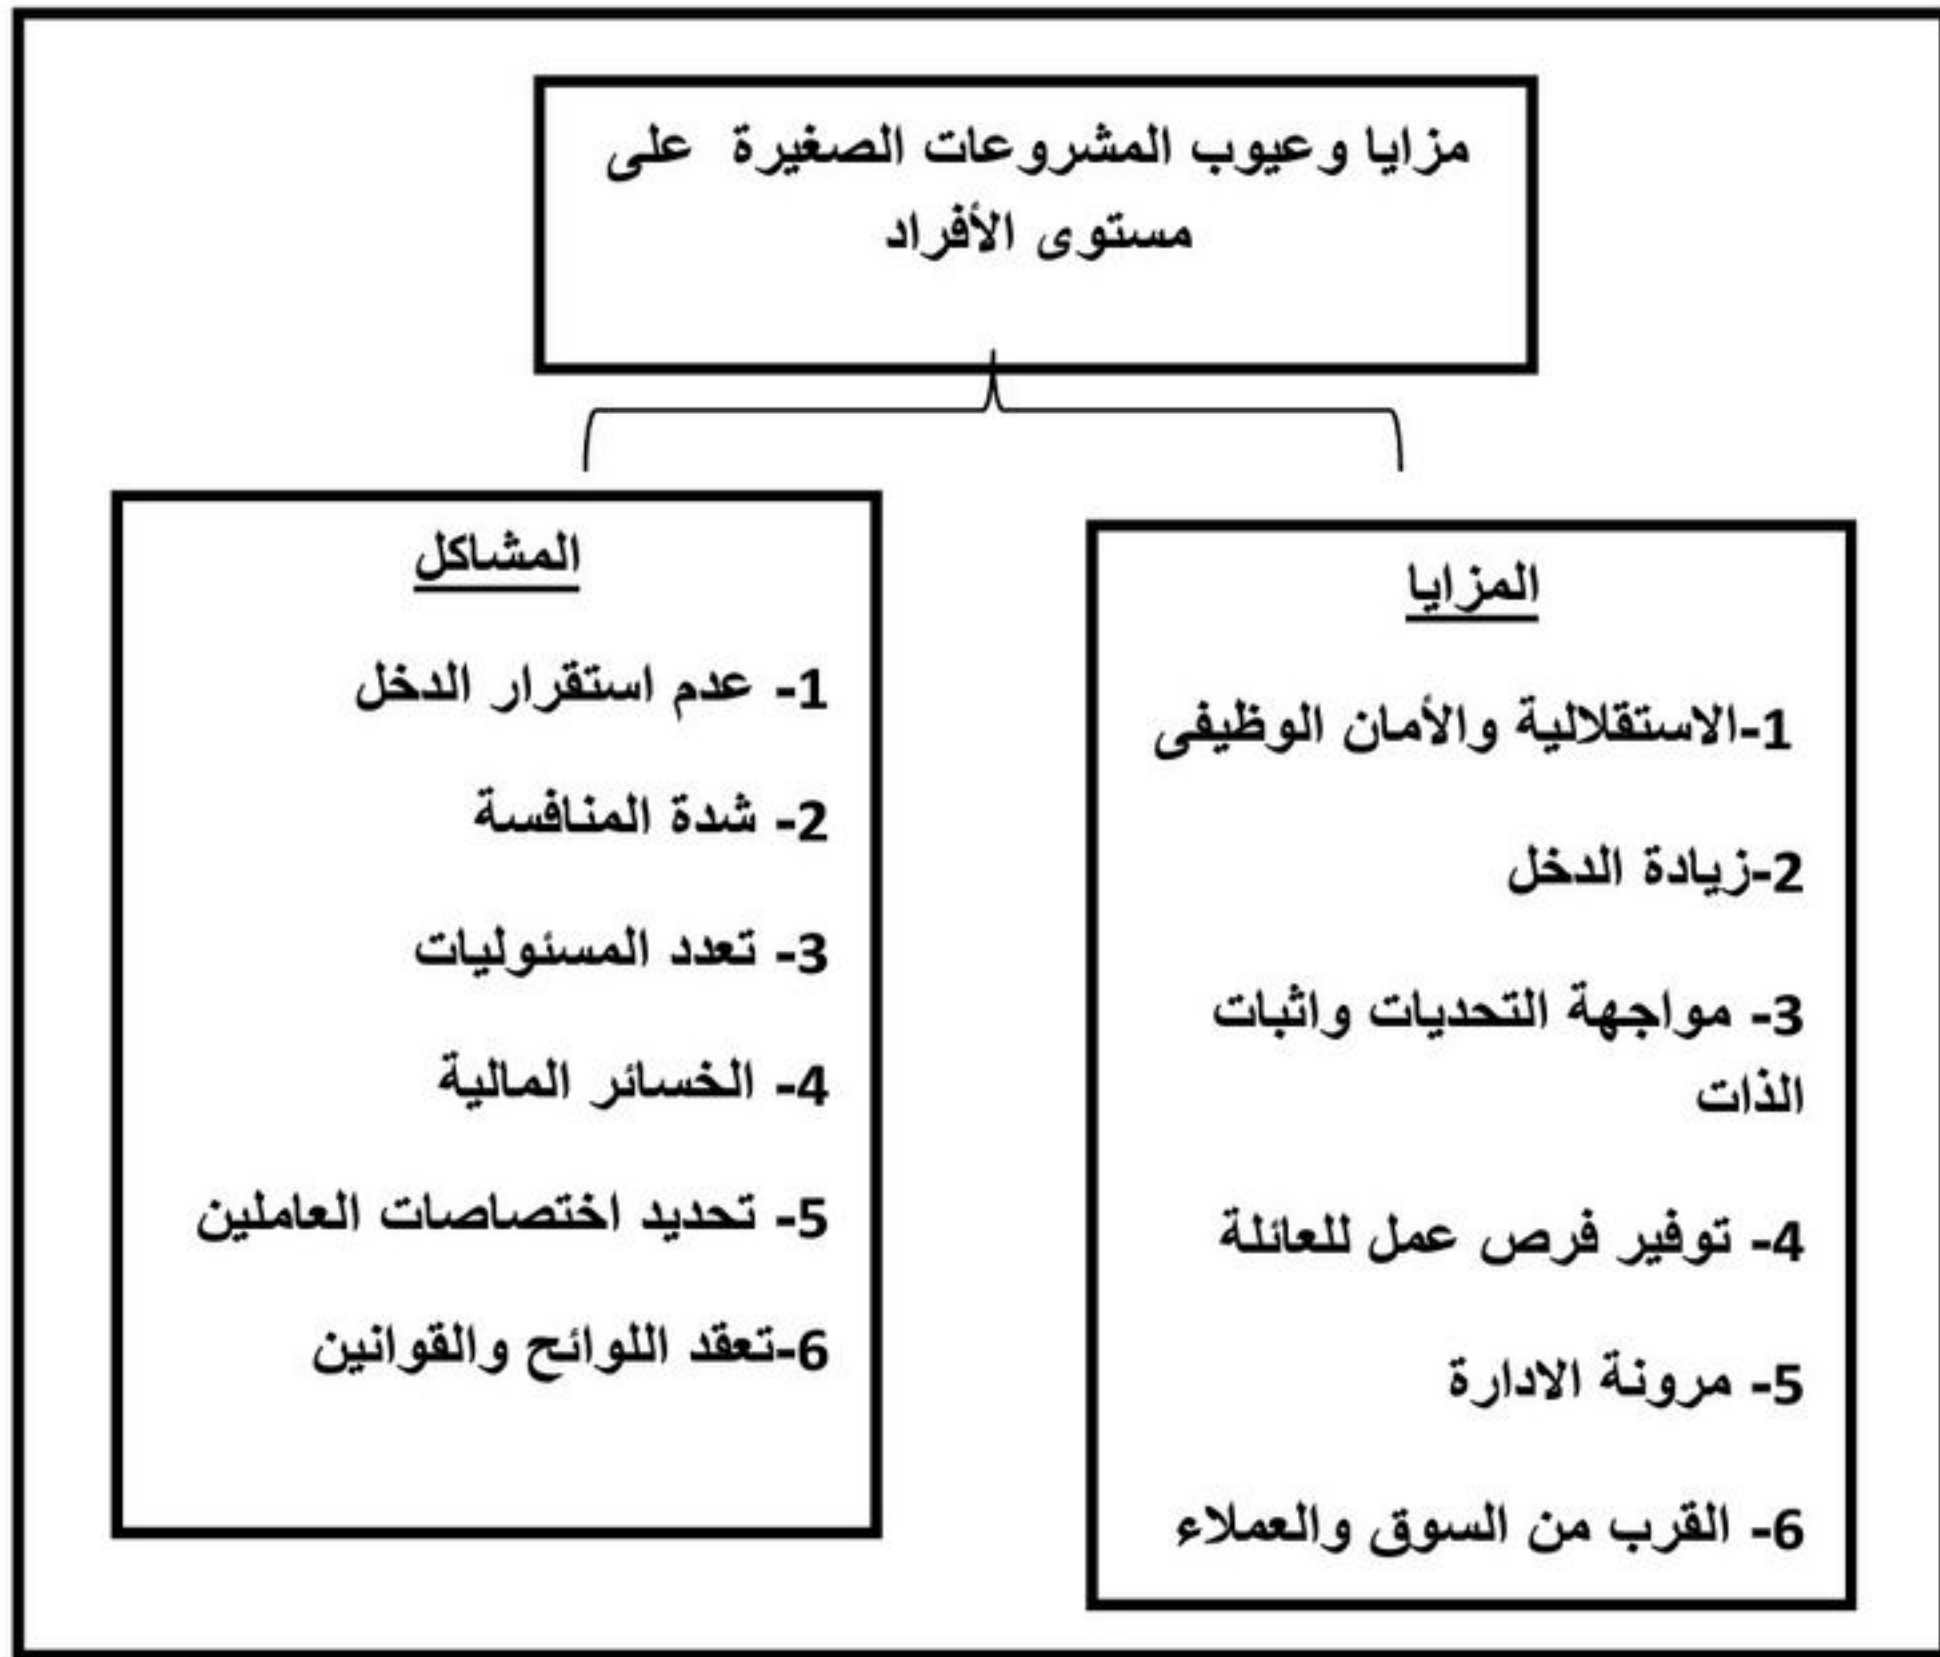 مزايا وعيوب المشروعات الصغيرة على
مستوى الأفراد
المزايا
1-الاستقلالية والأمان الوظيفى
2-زيادة الدخل
3- مواجهة التحديات واثبات
الذات
4- توفير فرص عمل للعائلة
5- مرونة الادارة
6- القرب من السوق والعملاء
المشاكل
1- عدم استقرار الدخل
2- شدة المنافسة
3- تعدد المسئوليات
4- الخسائر المالية
5- تحديد اختصاصات العاملين
6-تعقد اللوائح والقوانين